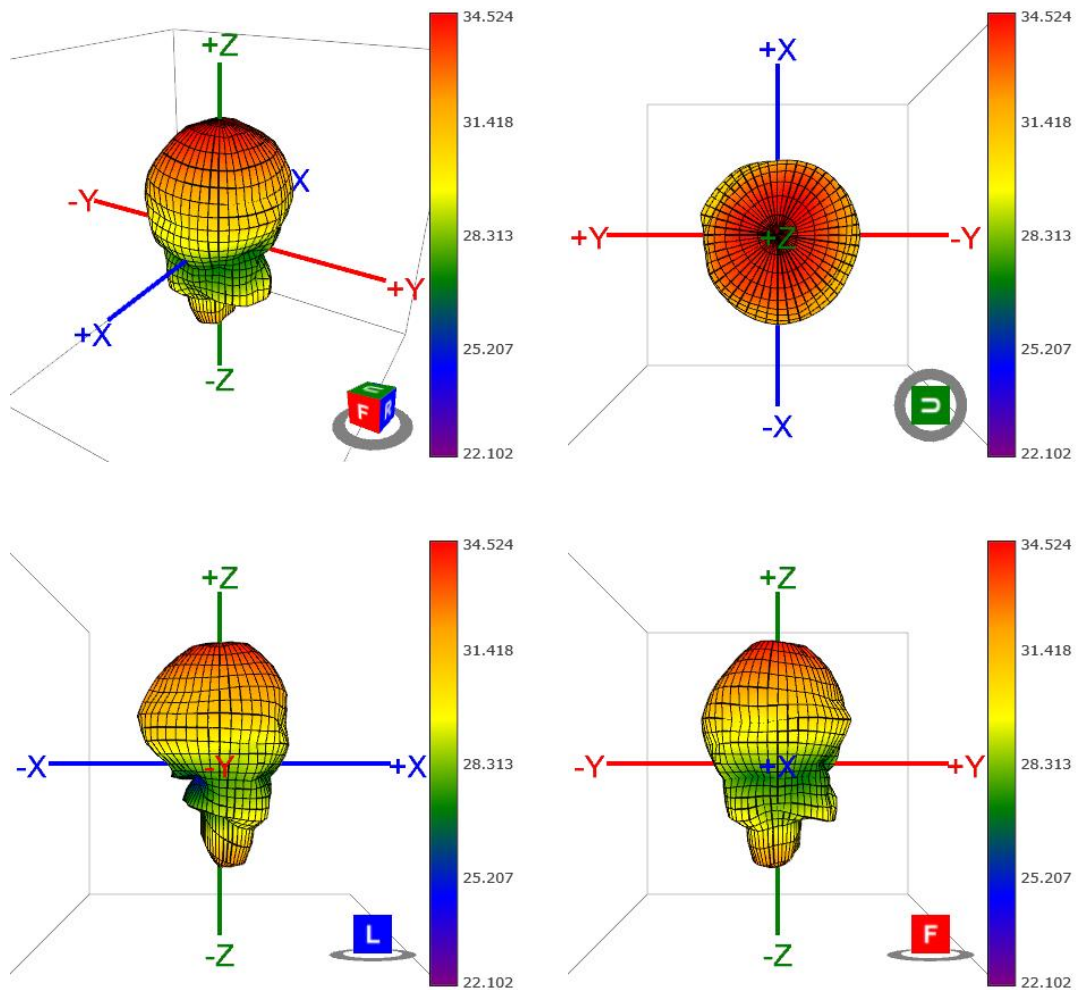 34.524
+Z
31.418
X
-Y
28.313
+Y
+X
25.207
-Z
U
F R
22.102
34.524
+X
31.418
+Y +Z -Y
28.313
25.207
U
-X
22.102
34.524
+Z
31.418
-X -Y +X
28.313
25.207
L
-Z
22.102
34.524
+Z
31.418
-Y +X +Y
28.313
25.207
F
-Z
22.102